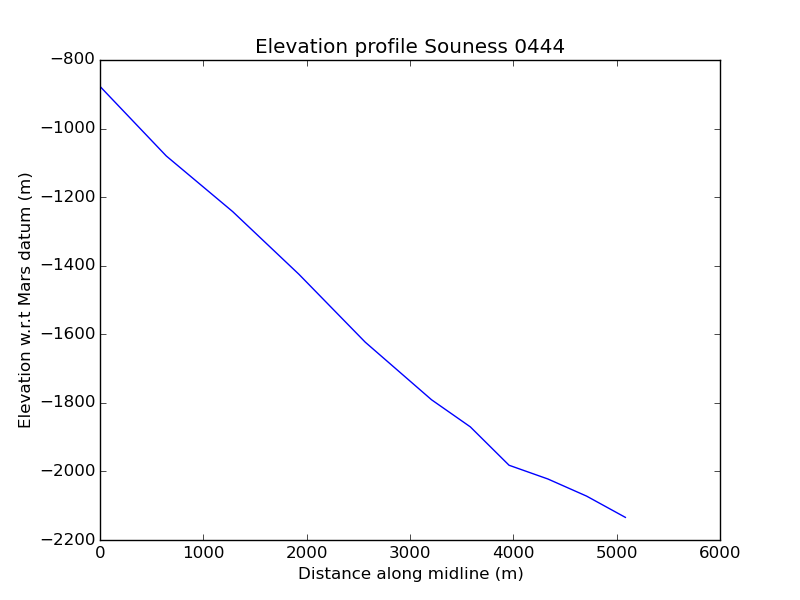 Elevation profile Souness 0444
Elevation w.r.t Mars datum (m)
−800
−1000
−1200
−1400
−1600
−1800
−2000
−2200
0 1000 2000 3000 4000 5000 6000
Distance along midline (m)